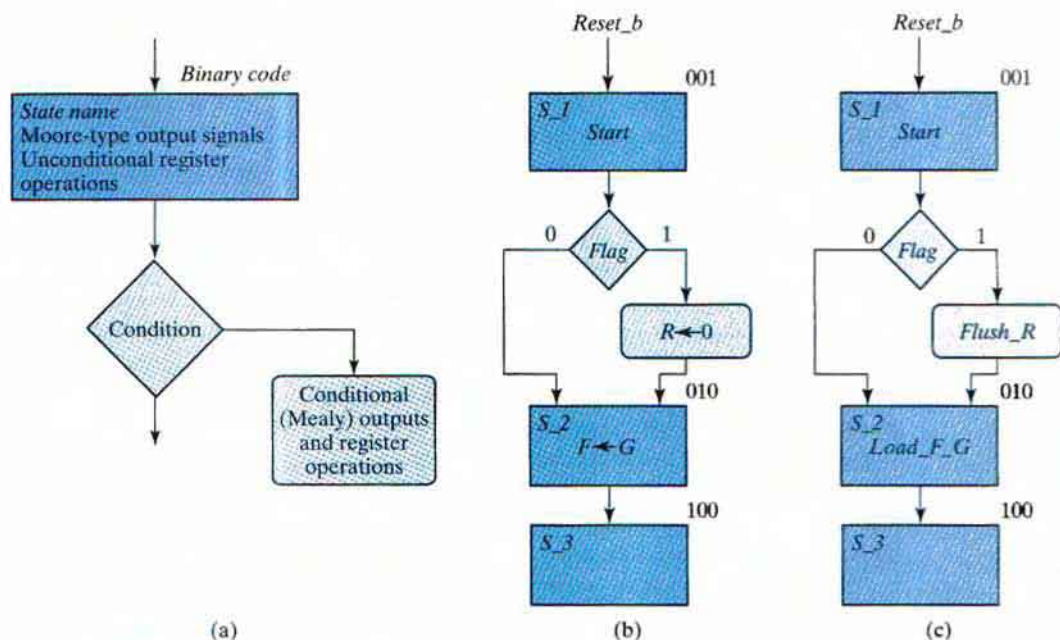 Binary code
State name
Moore-type output signals
Unconditional register
operations
Condition
Conditional
(Mealy) outputs
and register
operations
(a)
Reset_b
001
S_1
Start
0
1
Flag
R←0
010
S_2
F←G
100
S_3
(b)
Reset_b
001
S_1
Start
0
1
Flag
Flush_R
010
S_2
Load_F_G
100
S_3
(c)